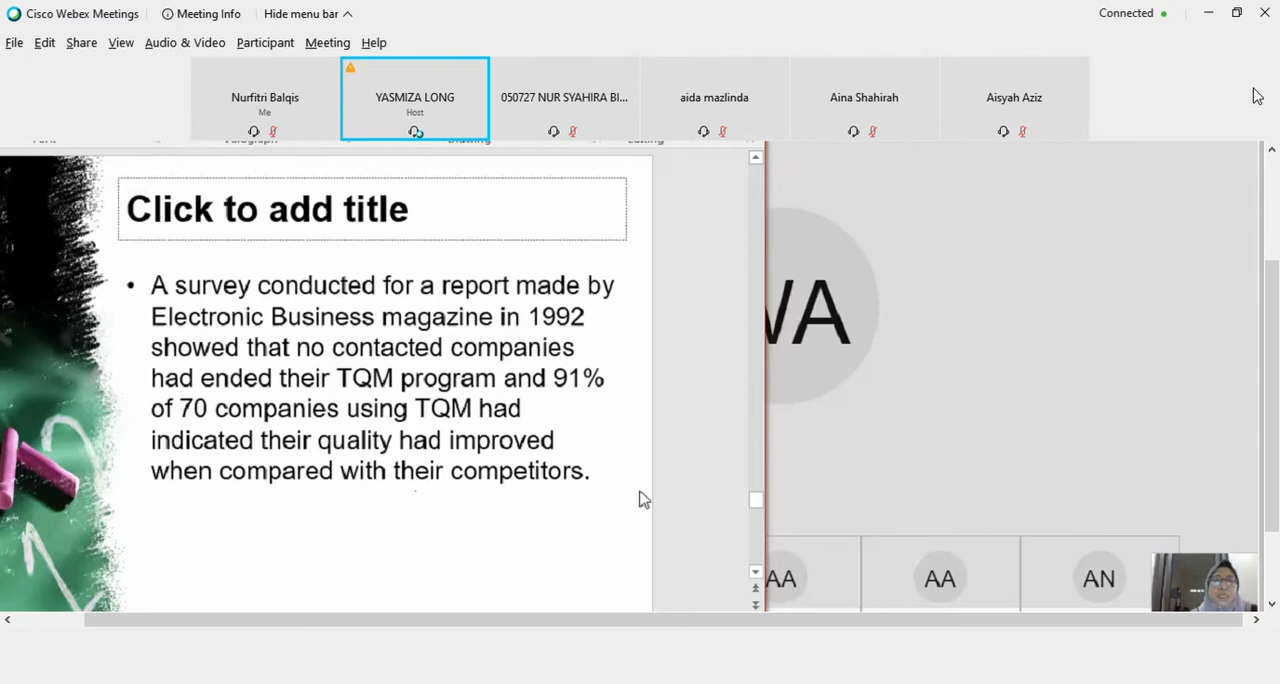 Cisco Webex Meetings
Meeting Info
Hide menu bar
Connected
File Edit Share View Audio & Video Participant Meeting Help
Nurfitri Balqis
Me
YASMIZA LONG
Host
050727 NUR SYAHIRA BI...
aida mazlinda
Aina Shahirah
Aisyah Aziz
Paragraph
Drawing
Editing
Click to add title
• A survey conducted for a report made by
Electronic Business magazine in 1992
showed that no contacted companies
had ended their TQM program and 91%
of 70 companies using TQM had
indicated their quality had improved
when compared with their competitors.
AA
AA
AN